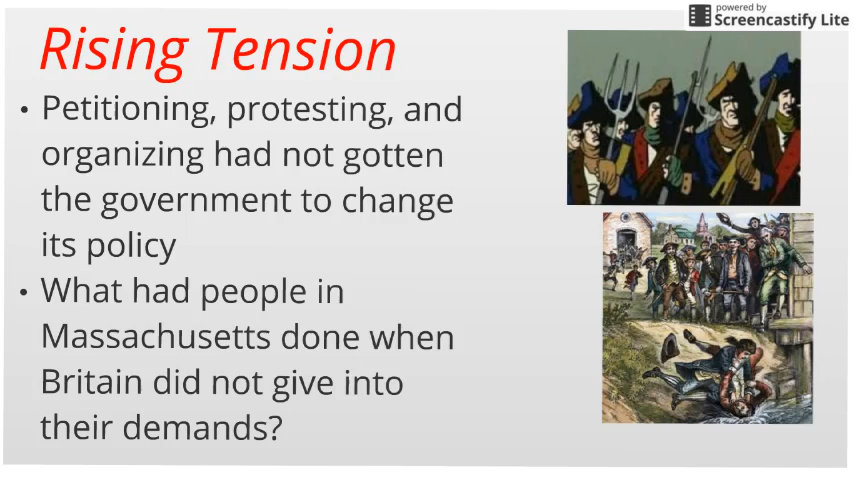 powered by
Screencastify Lite
Rising Tension
• Petitioning, protesting, and
organizing had not gotten
the government to change
its policy
• What had people in
Massachusetts done when
Britain did not give into
their demands?